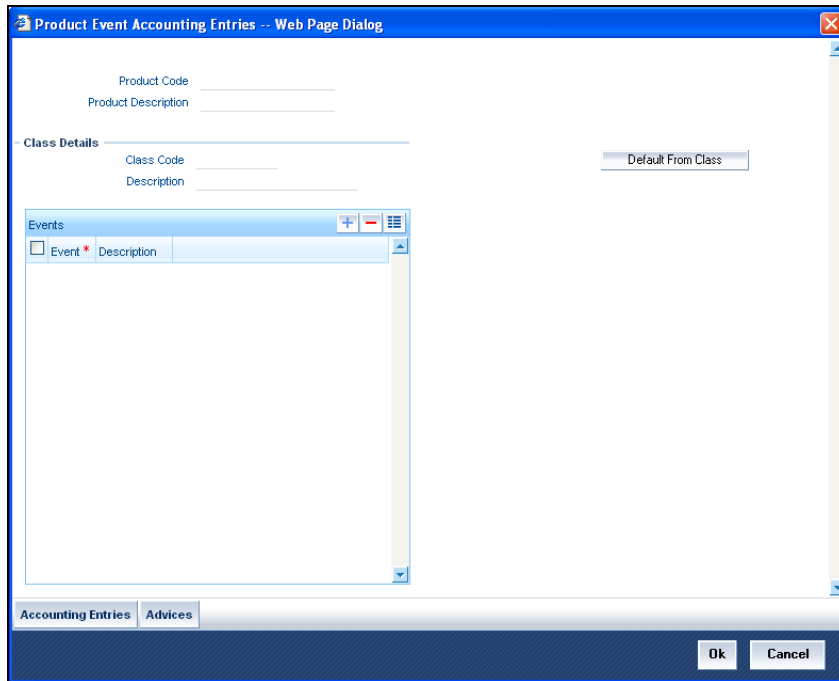 Product Event Accounting Entries -- Web Page Dialog
Product Code
Product Description
Class Details
Class Code
Default From Class
Description
Events
Event * Description
Accounting Entries Advices
Ok Cancel